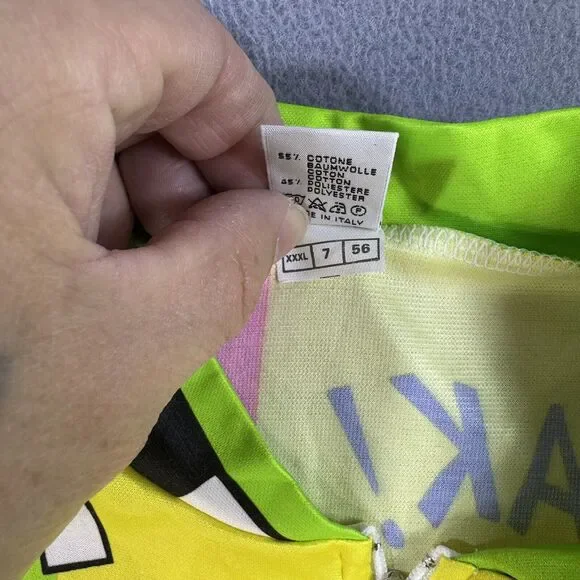 55% COTONE
BAUMWOLLE
COTON
COTTON
45% POLIESTERE
POLYESTER
IN ITALY
XXXL 7 56
AK!